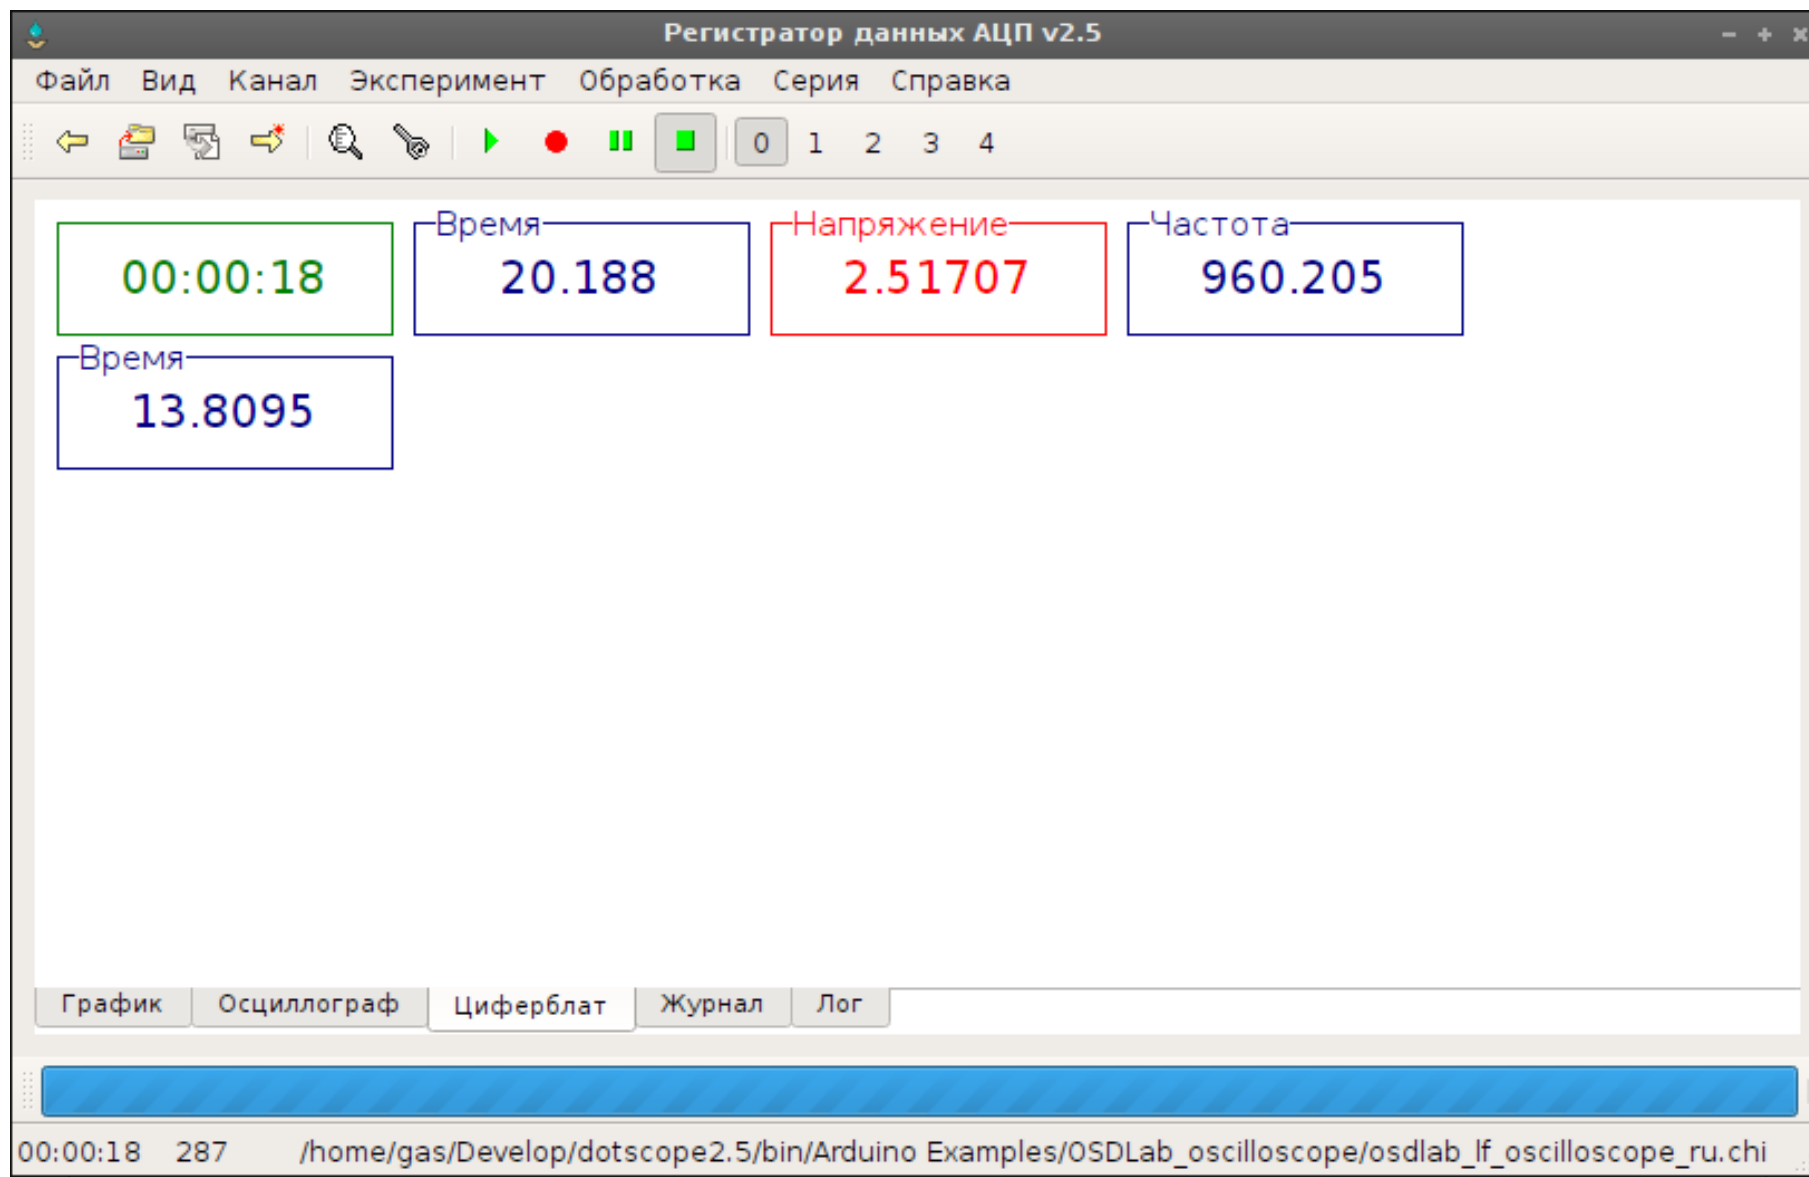 Регистратор данных АЦП v2.5
Файл Вид Канал Эксперимент Обработка Серия Справка
0 1 2 3 4
00:00:18
Время
20.188
Напряжение
2.51707
Частота
960.205
Время
13.8095
График Осциллограф Циферблат Журнал Лог
00:00:18 287 /home/gas/Develop/dotscope2.5/bin/Arduino Examples/OSDLab_oscilloscope/osdlab_lf_oscilloscope_ru.chi